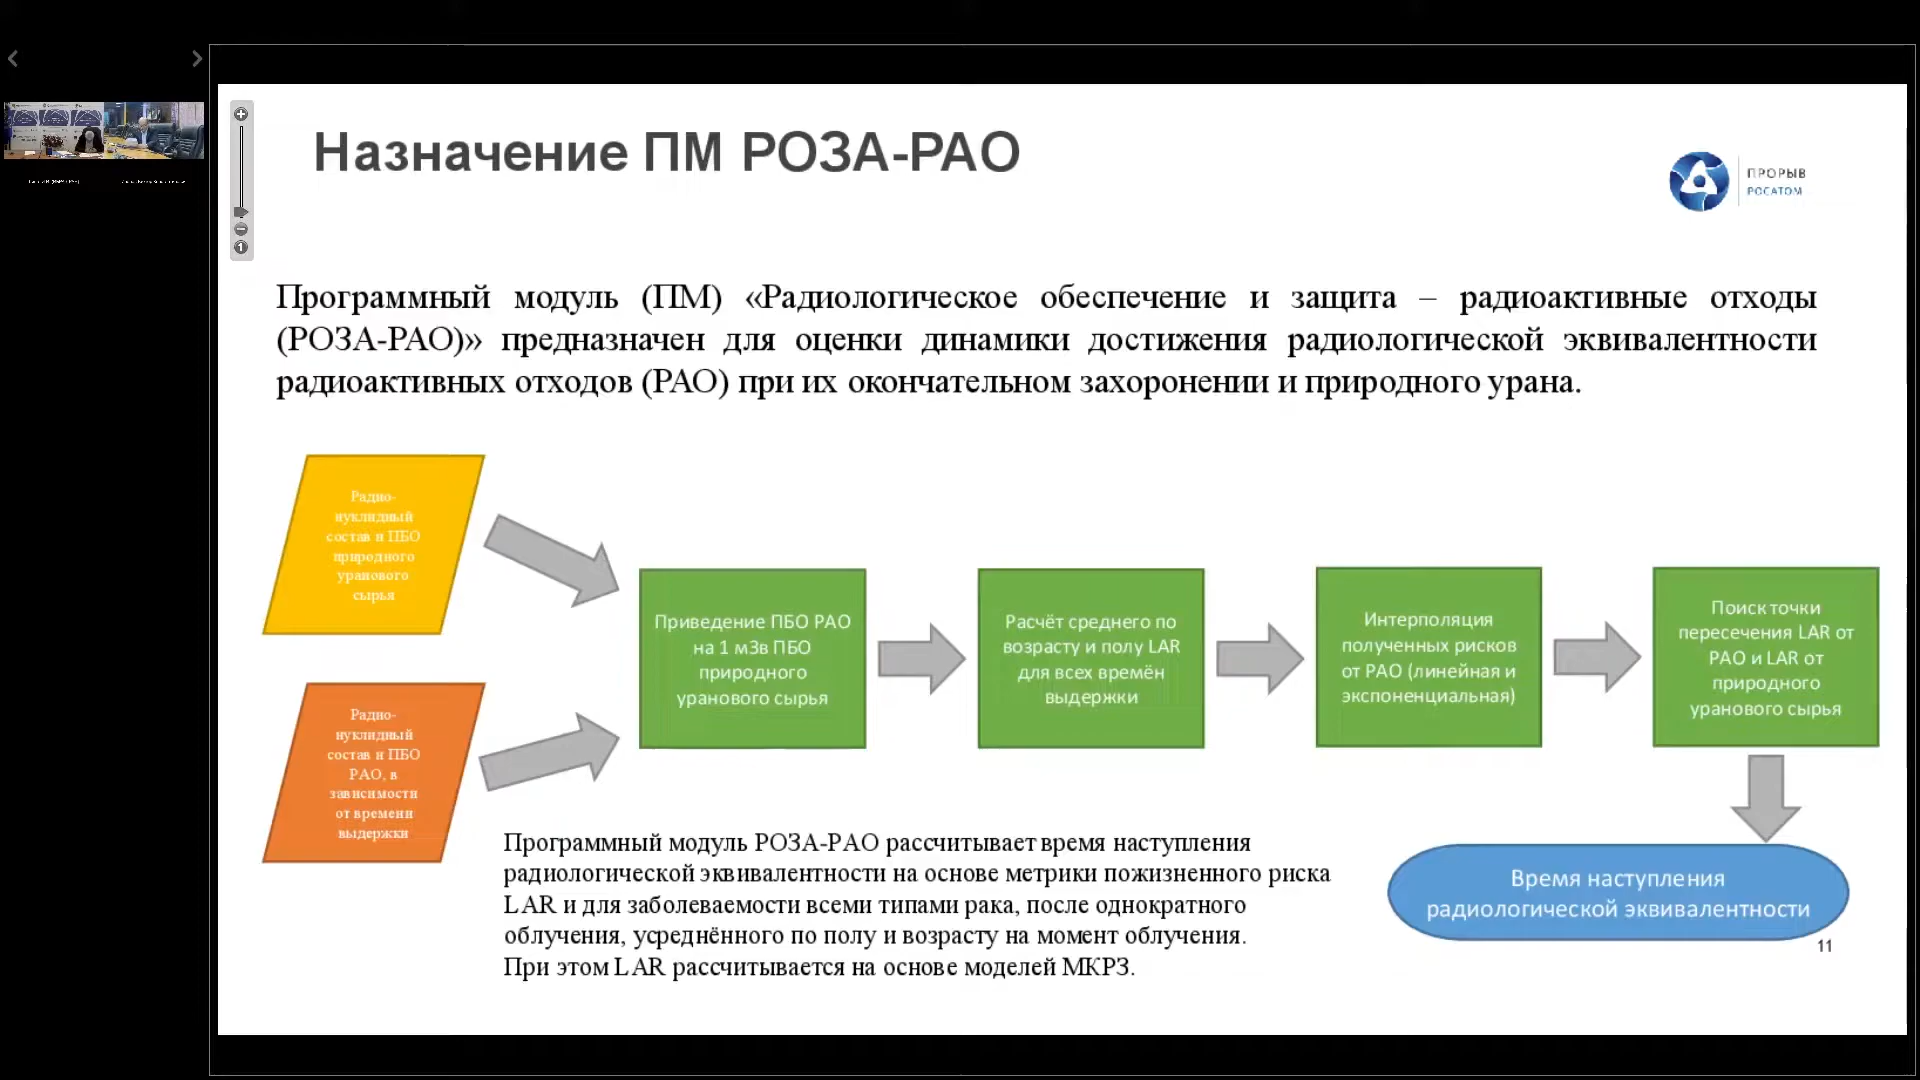 Назначение ПМ РОЗА-РАО
ПРОРЫВ
РОСАТОМ
Программный модуль (ПМ) «Радиологическое обеспечение и защита – радиоактивные отходы
(РОЗА-РАО)» предназначен для оценки динамики достижения радиологической эквивалентности
радиоактивных отходов (РАО) при их окончательном захоронении и природного урана.
Радио-
нуклидный
состав и ПБО
природного
уранового
сырья
Радио-
нуклидный
состав и ПБО
РАО, в
зависимости
от времени
выдержки
Приведение ПБО РАО
на 1 мЗв ПБО
природного
уранового сырья
Расчёт среднего по
возрасту и полу LAR
для всех времён
выдержки
Интерполяция
полученных рисков
от РАО (линейная и
экспоненциальная)
Поиск точки
пересечения LAR от
РАО и LAR от
природного
уранового сырья
Программный модуль РОЗА-РАО рассчитывает время наступления
радиологической эквивалентности на основе метрики пожизненного риска
LAR и для заболеваемости всеми типами рака, после однократного
облучения, усреднённого по полу и возрасту на момент облучения.
При этом LAR рассчитывается на основе моделей МКРЗ.
Время наступления
радиологической эквивалентности
11